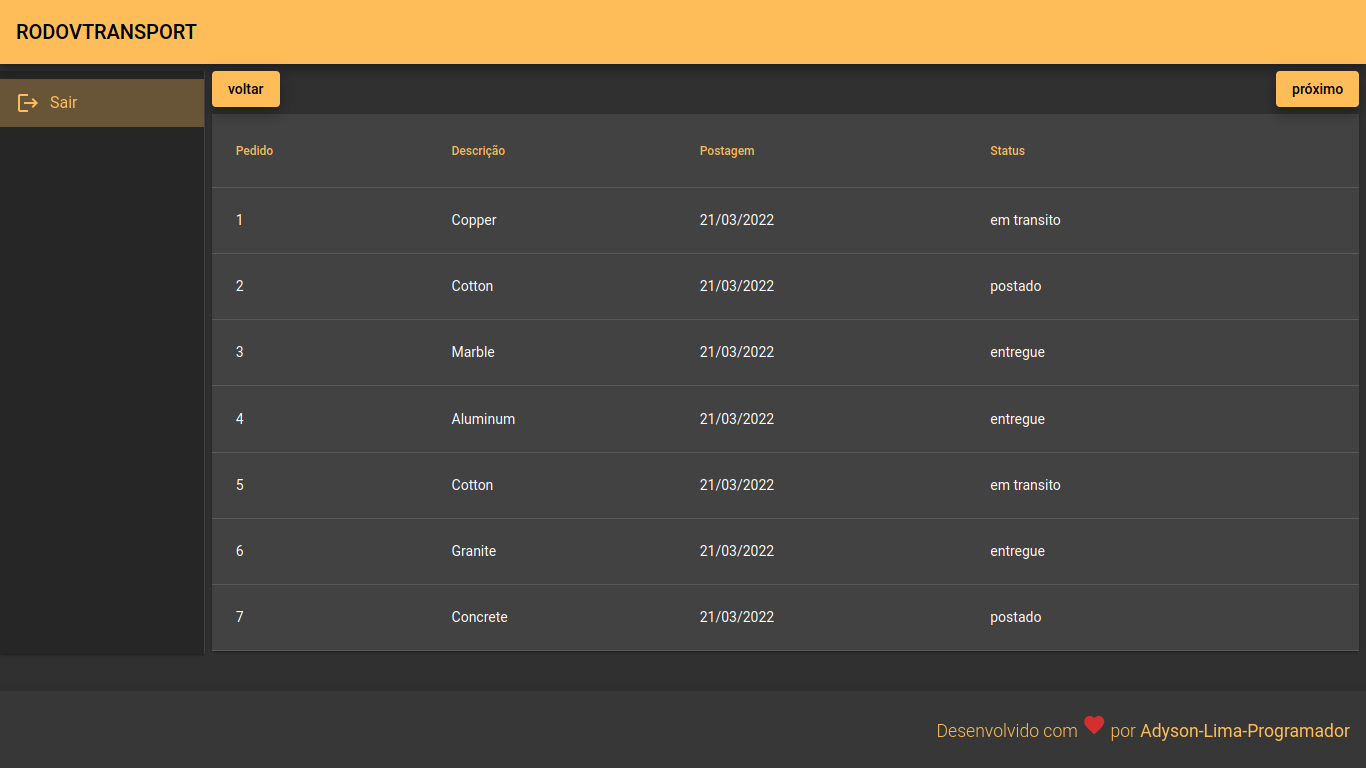 RODOVTRANSPORT
Sair
voltar próximo
Pedido Descrição Postagem Status
1 Copper 21/03/2022 em transito
2 Cotton 21/03/2022 postado
3 Marble 21/03/2022 entregue
4 Aluminum 21/03/2022 entregue
5 Cotton 21/03/2022 em transito
6 Granite 21/03/2022 entregue
7 Concrete 21/03/2022 postado
Desenvolvido com por Adyson-Lima-Programador